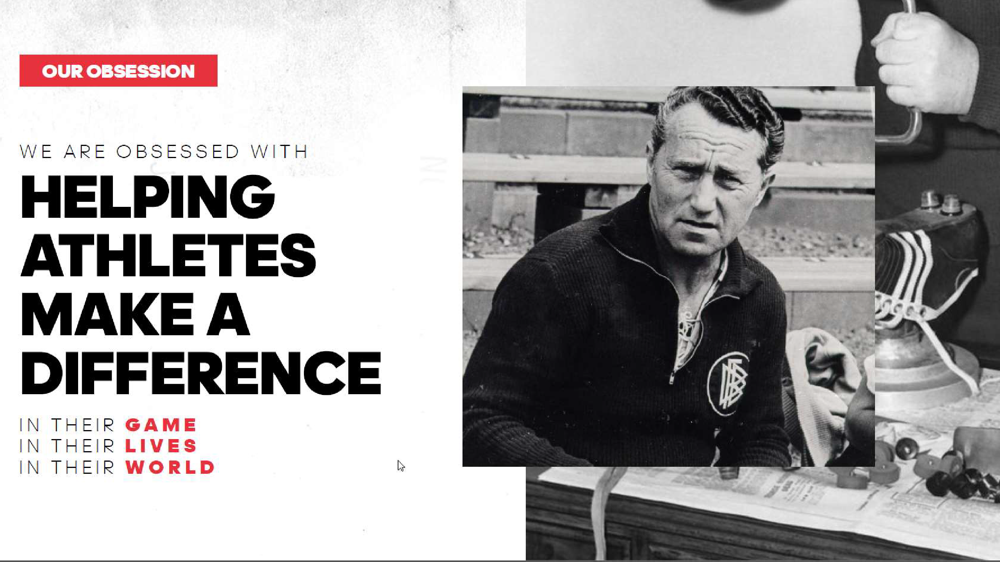 OUR OBSESSION
WE ARE OBSESSED WITH
HELPING
ATHLETES
MAKE A
DIFFERENCE
IN THEIR GAME
IN THEIR LIVES
IN THEIR WORLD